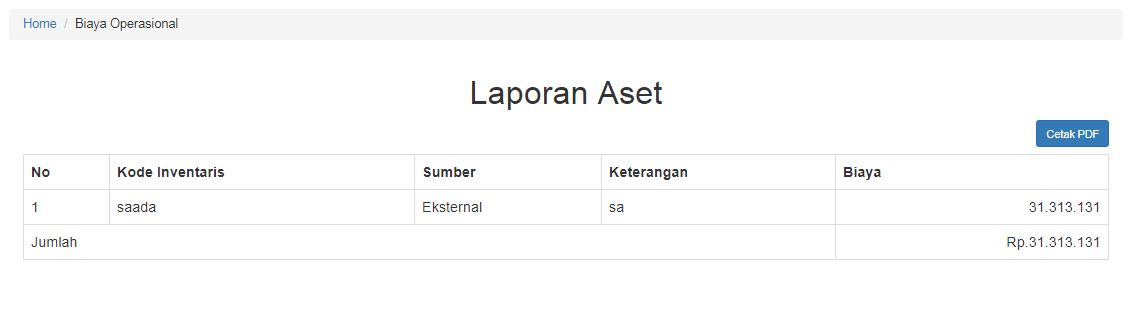 Home / Biaya Operasional
Laporan Aset
Cetak PDF
No Kode Inventaris Sumber Keterangan Biaya
1 saada Eksternal sa 31.313.131
Jumlah Rp.31.313.131